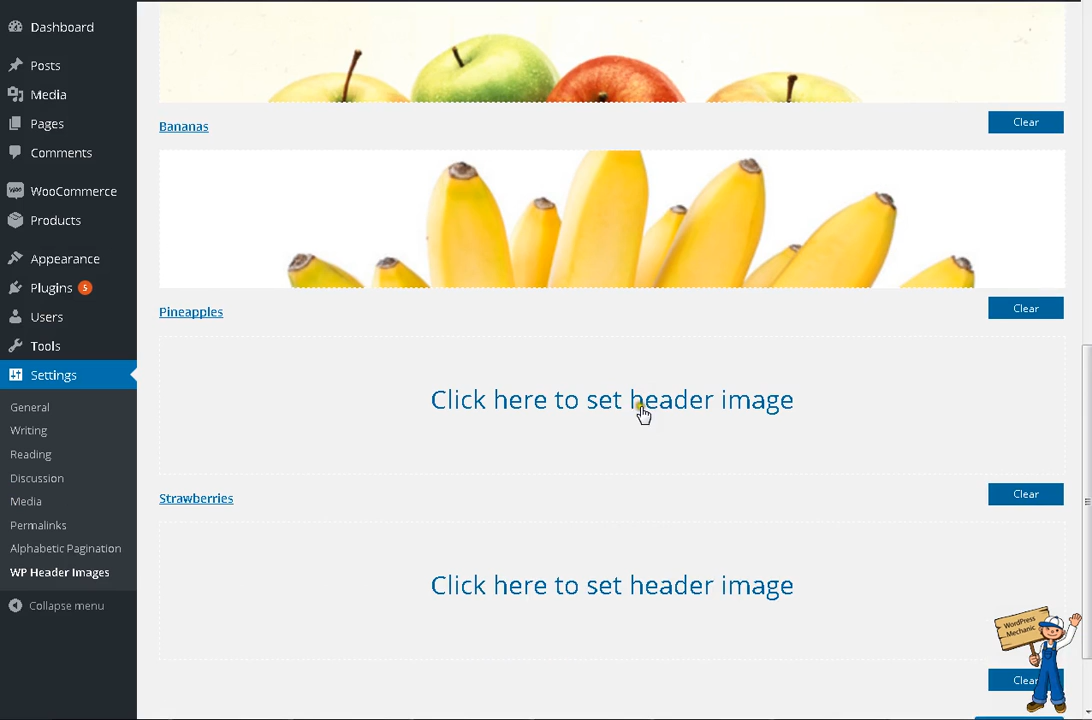 Dashboard
Posts
Media
Pages
Comments
WooCommerce
Products
Appearance
Plugins 5
Users
Tools
Settings
General
Writing
Reading
Discussion
Media
Permalinks
Alphabetic Pagination
WP Header Images
Collapse menu
Bananas
Clear
Pineapples
Clear
Click here to set header image
Strawberries
Clear
Click here to set header image
WordPress
Mechanic
Clear